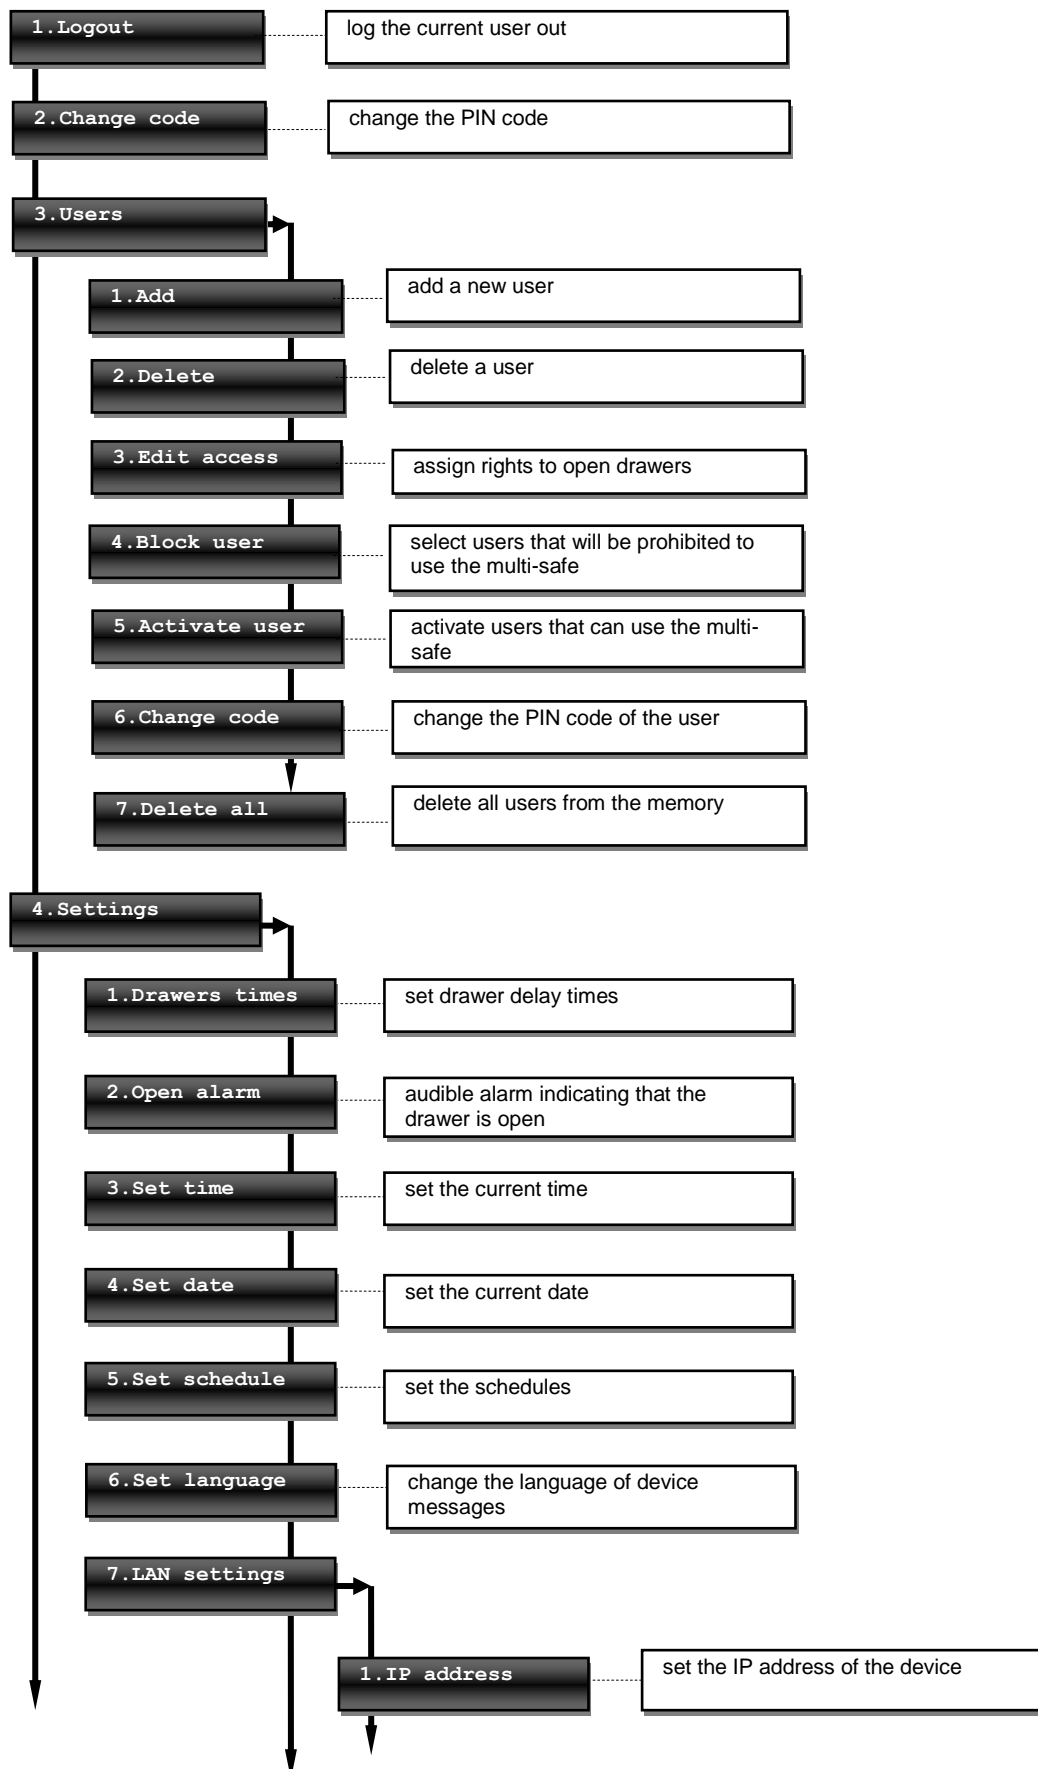 1.Logout
log the current user out
2.Change code
change the PIN code
3.Users
1.Add
add a new user
2.Delete
delete a user
3.Edit access
assign rights to open drawers
4.Block user
select users that will be prohibited to
use the multi-safe
5.Activate user
activate users that can use the multi-
safe
6.Change code
change the PIN code of the user
7.Delete all
delete all users from the memory
4.Settings
1.Drawers times
set drawer delay times
2.Open alarm
audible alarm indicating that the
drawer is open
3.Set time
set the current time
4.Set date
set the current date
5.Set schedule
set the schedules
6.Set language
change the language of device
messages
7.LAN settings
1.IP address
set the IP address of the device